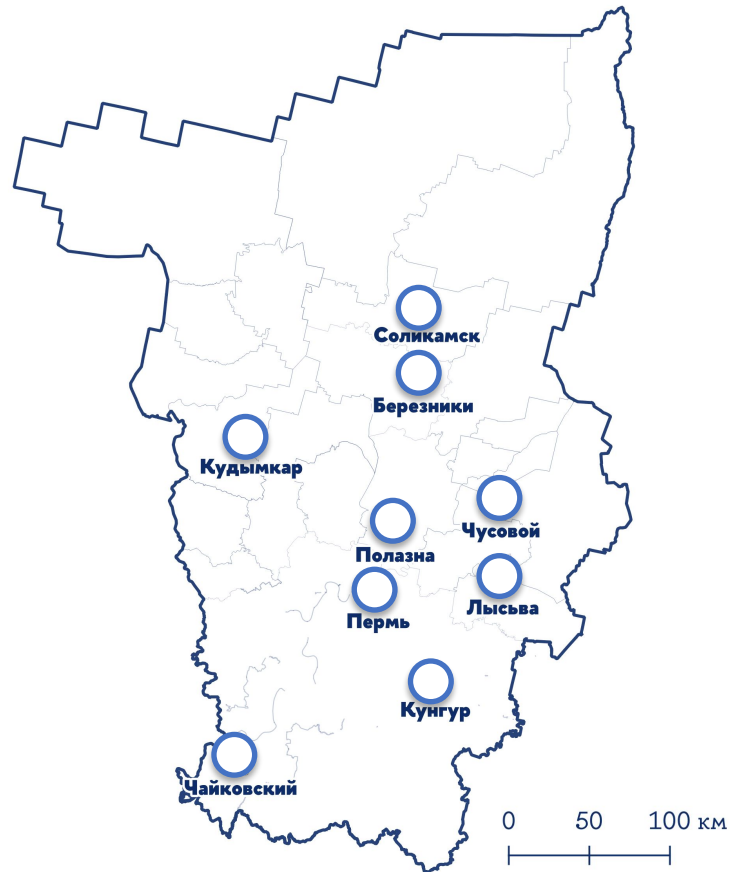 Соликамск
Березники
Кудымкар
Чусовой
Полазна
Лысьва
Пермь
Кунгур
Чайковский
0 50 100 км